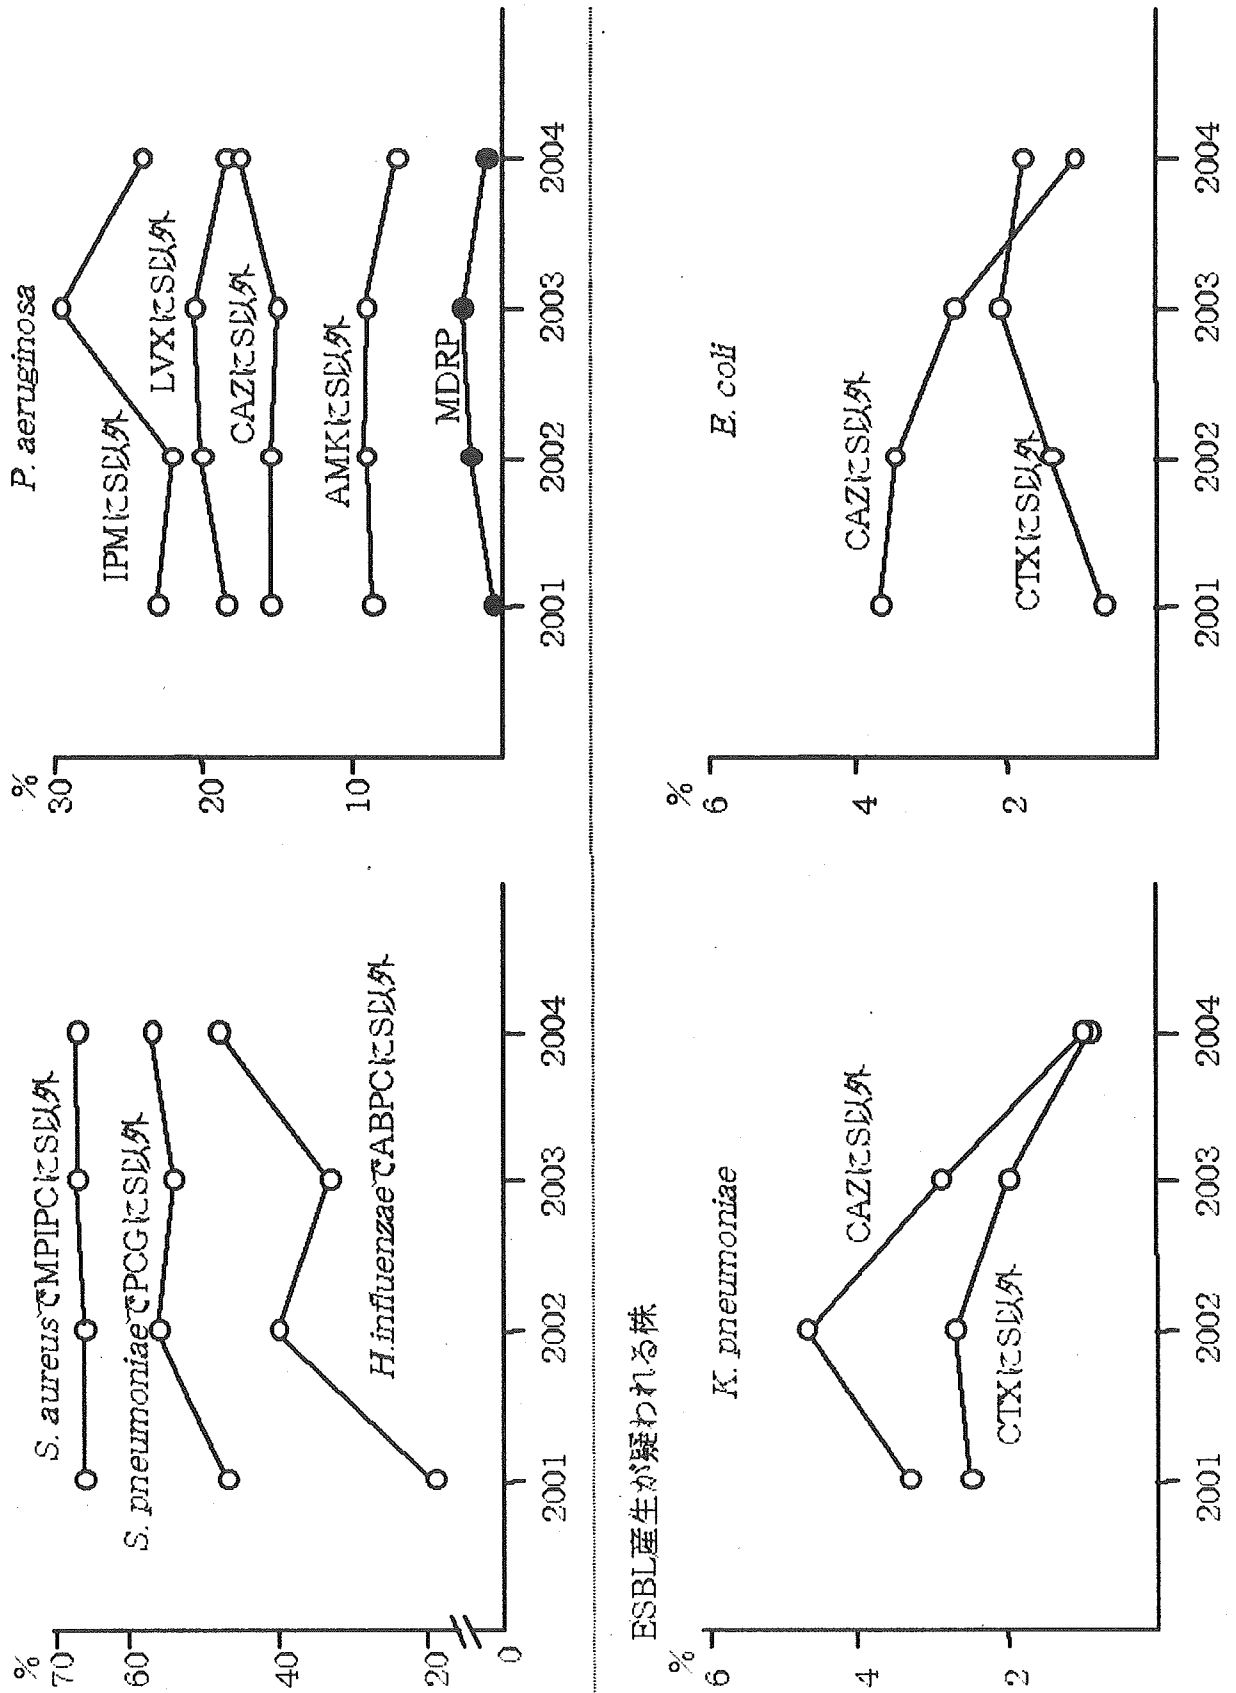 %
70
60
40
20
0
S. aureusでMPIPCにS以外
S. pneumoniaeでPCGにS以外
H.influenzaeでABPCにS以外
2001 2002 2003 2004
P. aeruginosa
%
30
20
10
IPMにS以外
LVXにS以外
CAZにS以外
AMKにS以外
MDRP
2001 2002 2003 2004
ESBL産生が疑われる株
K. pneumoniae
%
6
4
2
CAZにS以外
CTXにS以外
2001 2002 2003 2004
E. coli
%
6
4
2
CAZにS以外
CTXにS以外
2001 2002 2003 2004